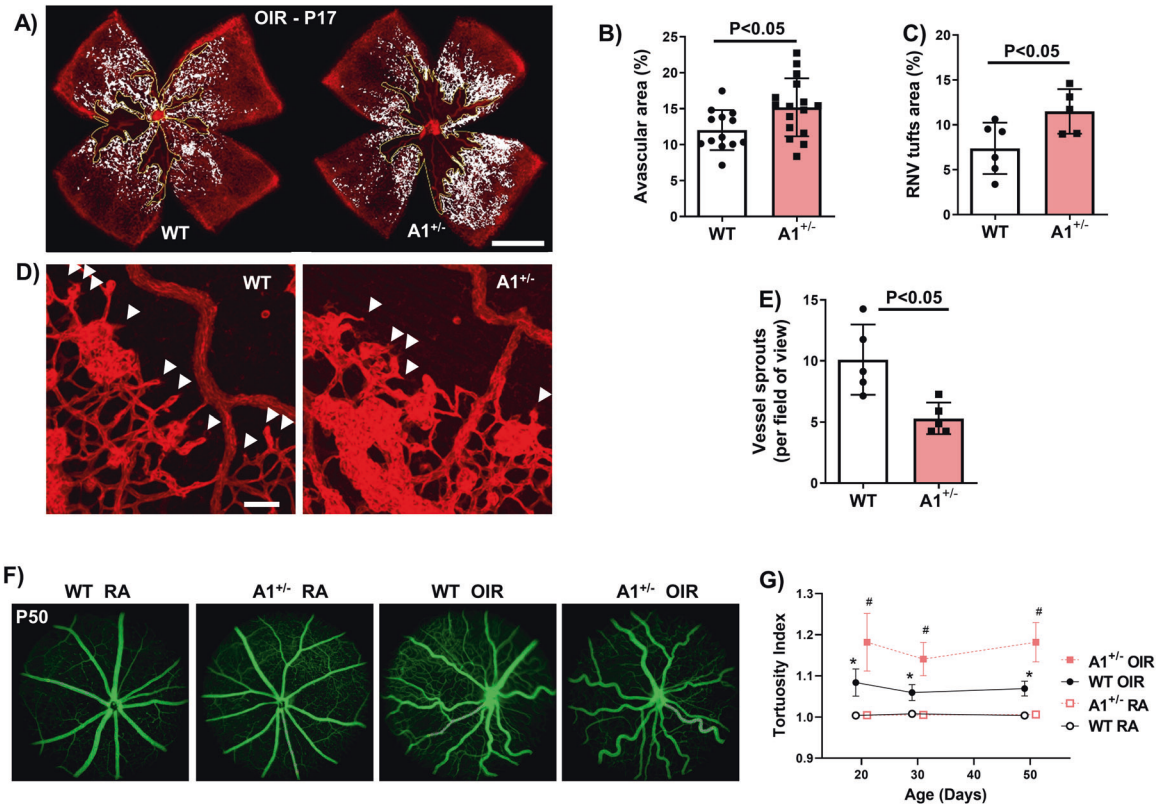 A)
OIR - P17
WT
A1+/-
B)
P<0.05
Avascular area (%)
25
20
15
10
5
0
WT
A1+/-
C)
P<0.05
RNV tufts area (%)
20
15
10
5
0
WT
A1+/-
D)
WT
A1+/-
E)
P<0.05
Vessel sprouts
(per field of view)
15
10
5
0
WT
A1+/-
F)
WT RA
A1+/- RA
WT OIR
A1+/- OIR
P50
G)
Tortuosity Index
1.3
1.2
1.1
1.0
0.9
#
#
#
*
*
*
20
30
40
50
Age (Days)
A1+/- OIR
WT OIR
A1+/- RA
WT RA